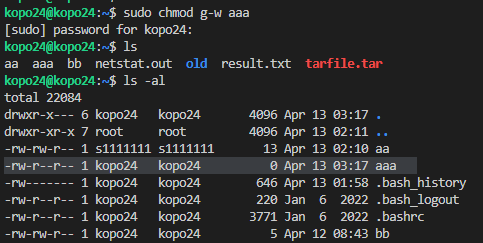 kopo24@kopo24:~$ sudo chmod g-w aaa
[sudo] password for kopo24:
kopo24@kopo24:~$ ls
aa  aaa  bb  netstat.out  old  result.txt  tarfile.tar
kopo24@kopo24:~$ ls -al
total 22084
drwxr-x--- 6 kopo24   kopo24       4096 Apr 13 03:17 .
drwxr-xr-x 7 root     root         4096 Apr 13 02:11 ..
-rw-rw-r-- 1 s1111111 s1111111       13 Apr 13 02:10 aa
-rw-r--r-- 1 kopo24   kopo24          0 Apr 13 03:17 aaa
-rw------- 1 kopo24   kopo24        646 Apr 13 01:58 .bash_history
-rw-r--r-- 1 kopo24   kopo24        220 Jan  6  2022 .bash_logout
-rw-r--r-- 1 kopo24   kopo24       3771 Jan  6  2022 .bashrc
-rw-r--r-- 1 kopo24   kopo24          5 Apr 12 08:43 bb